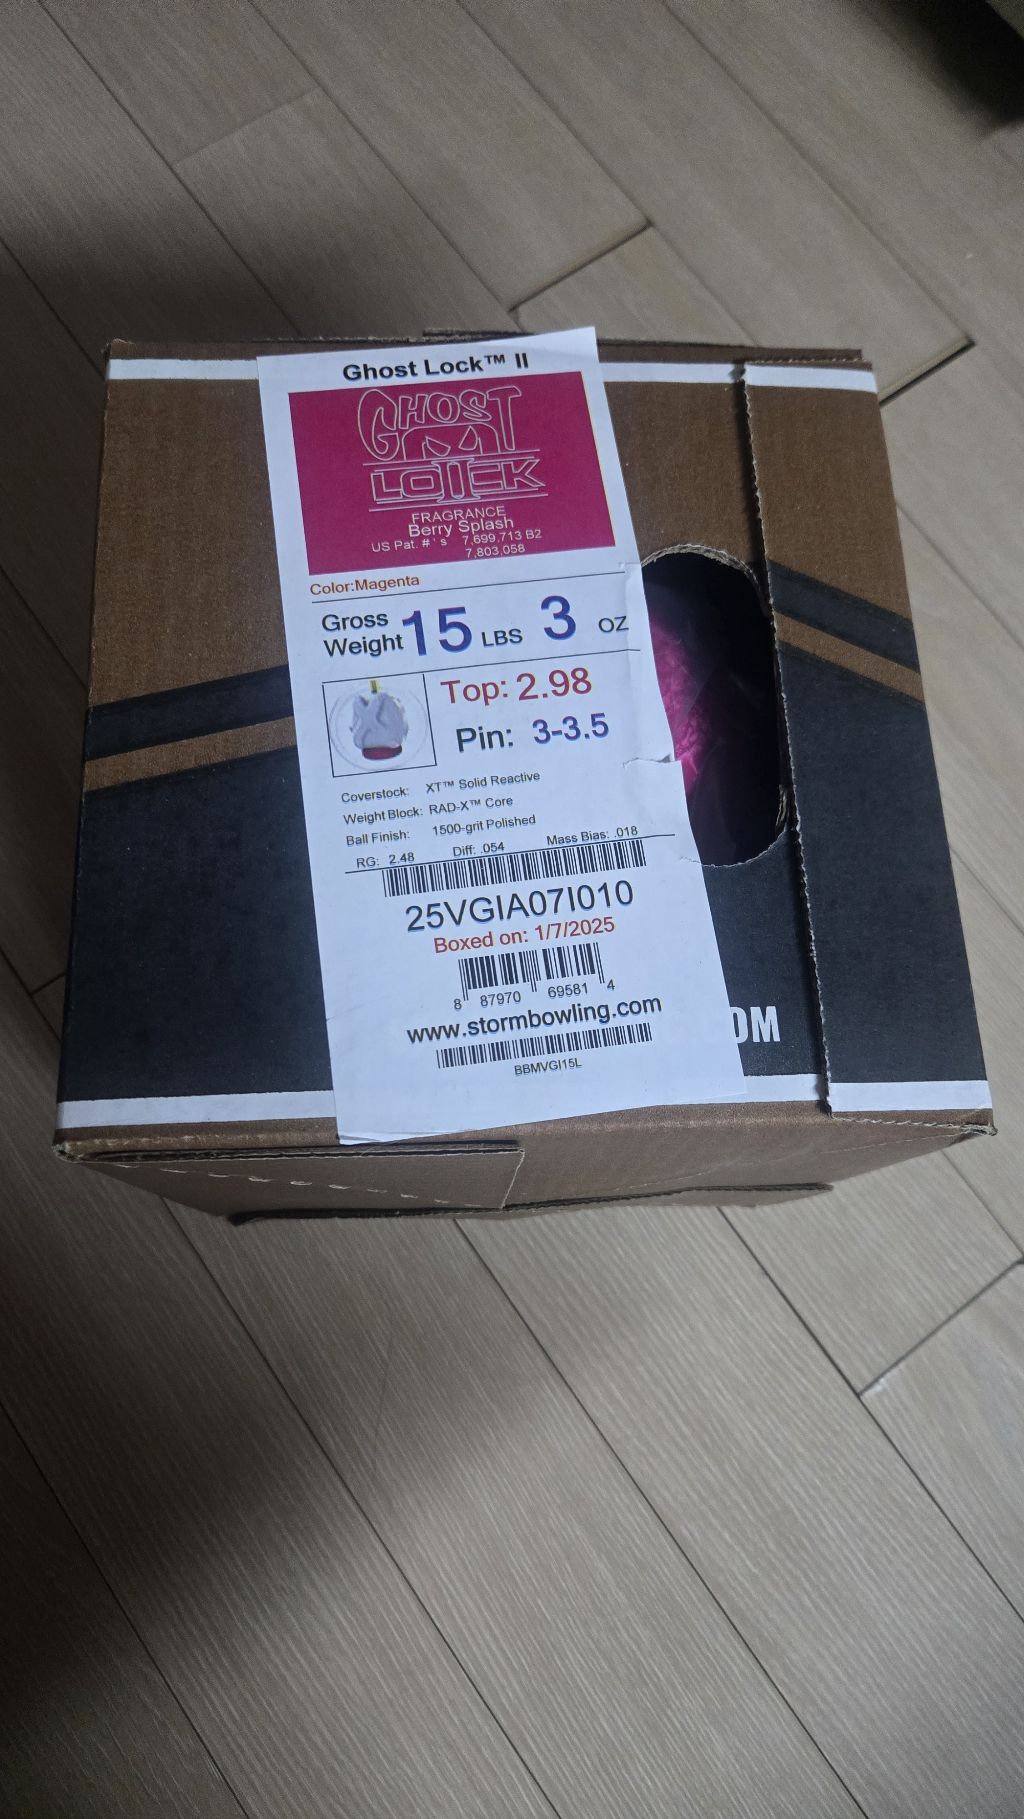 Ghost Lock™ II
GHOST
LOIICK
FRAGRANCE
Berry Splash
US Pat. #'s 7,699,713 B2
7,803,058
Color:Magenta
Gross Weight 15 LBS 3 OZ
Top: 2.98
Pin: 3-3.5
Coverstock: XT™ Solid Reactive
Weight Block: RAD-X™ Core
Ball Finish: 1500-grit Polished
RG: 2.48 Diff: .054 Mass Bias: .018
25VGIA07I010
Boxed on: 1/7/2025
8 87970 69581 4
www.stormbowling.com
BBMVGI15L
OM